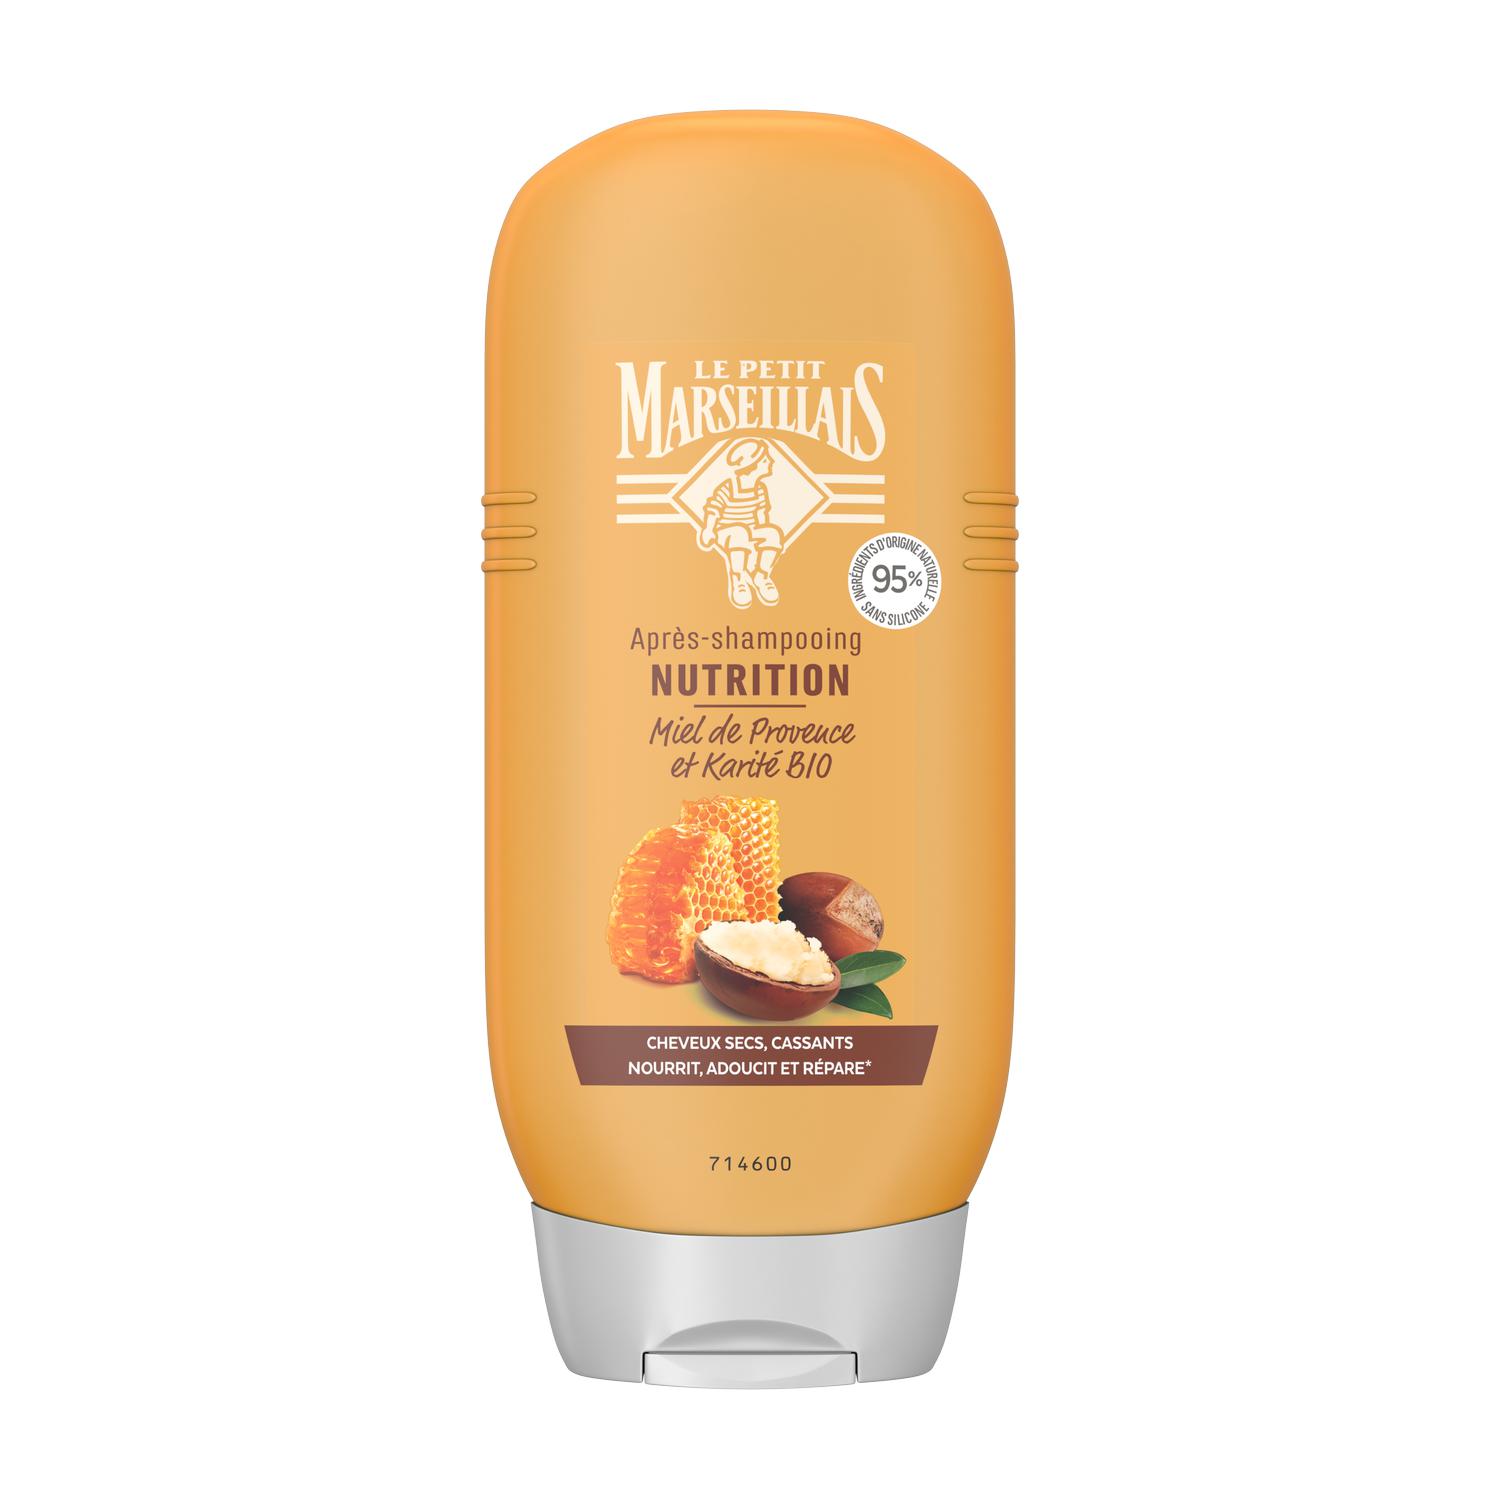 LE PETIT
MARSEILLAIS
INGRÉDIENTS D'ORIGINE NATURELLE
95%
SANS SILICONE
Après-shampooing
NUTRITION
Miel de Provence
et Karité BIO
CHEVEUX SECS, CASSANTS
NOURRIT, ADOUCIT ET RÉPARE*
714600